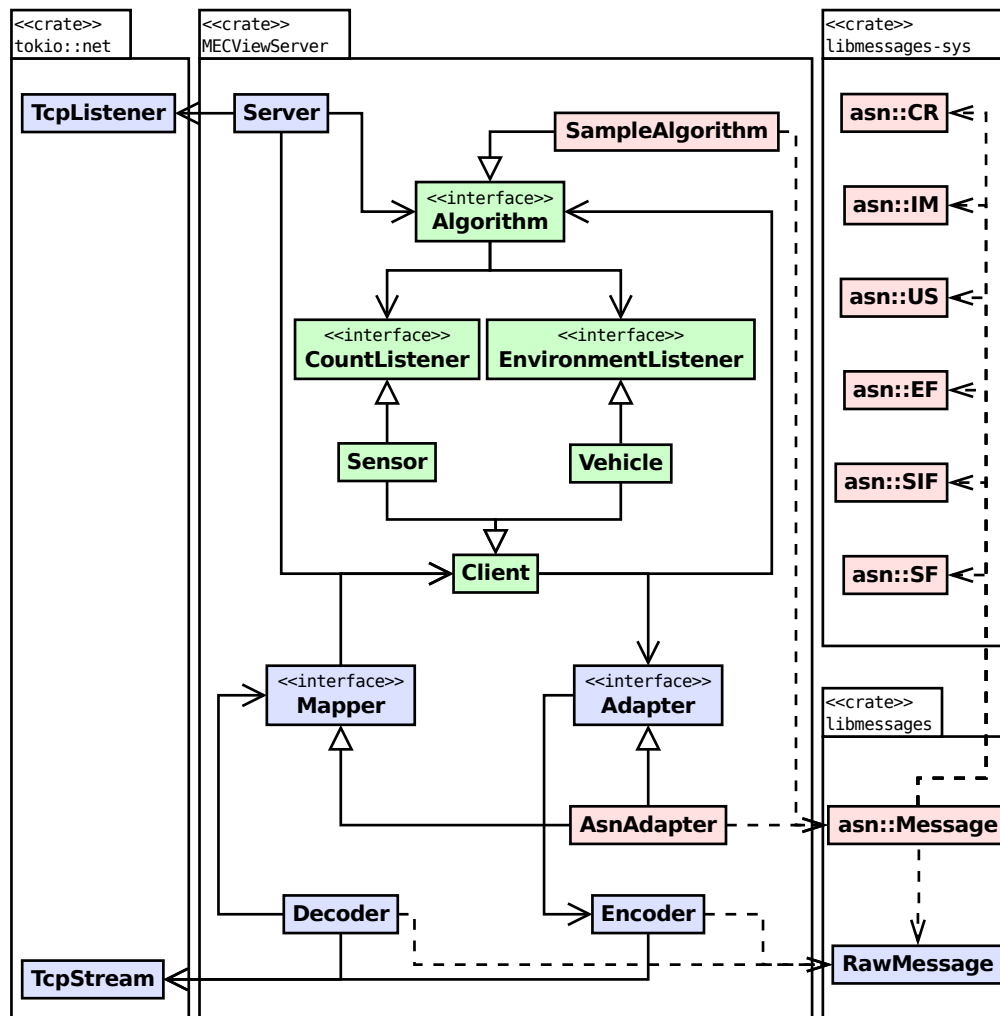 <<crate>>
tokio::net
<<crate>>
MECViewServer
<<crate>>
libmessages-sys
TcpListener
Server
SampleAlgorithm
asn::CR
<<interface>>
Algorithm
asn::IM
asn::US
<<interface>>
CountListener
<<interface>>
EnvironmentListener
asn::EF
Sensor
Vehicle
asn::SIF
Client
asn::SF
<<interface>>
Mapper
<<interface>>
Adapter
<<crate>>
libmessages
AsnAdapter
asn::Message
Decoder
Encoder
RawMessage
TcpStream